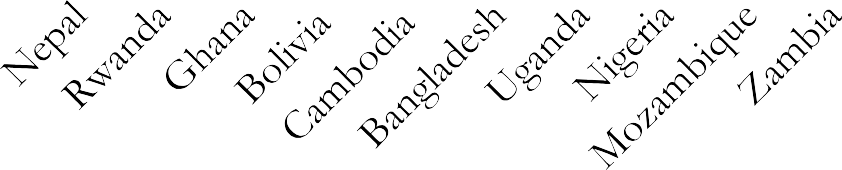 Nepal
Rwanda
Ghana
Bolivia
Cambodia
Bangladesh
Uganda
Nigeria
Mozambique
Zambia